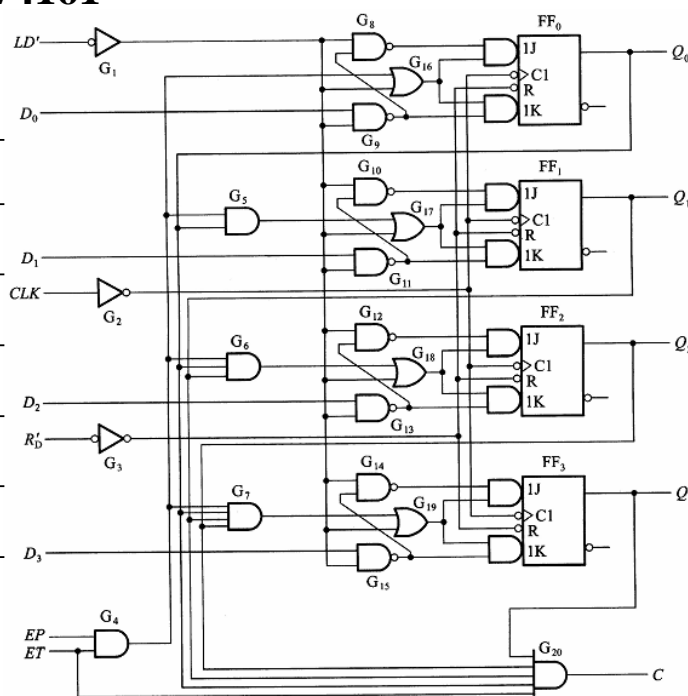 G8
FF0
LD'
G1
1J
Q0
G16
C1
R
D0
1K
G9
G10
FF1
G5
1J
Q1
G17
C1
R
D1
1K
G11
CLK
G2
G12
FF2
G6
1J
G18
C1
R
D2
1K
G13
R'D
G3
G14
FF3
G7
1J
G19
C1
R
D3
1K
G15
G4
EP
ET
G20
C